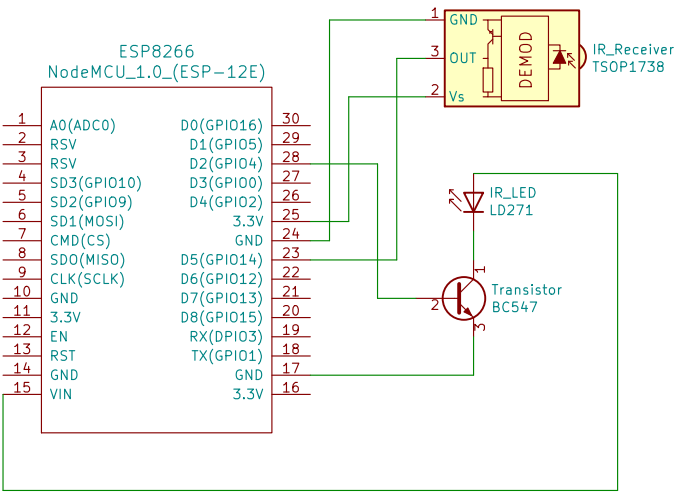 ESP8266
NodeMCU_1.0_(ESP-12E)
1 A0(ADC0) D0(GPIO16) 30
2 RSV D1(GPIO5) 29
3 RSV D2(GPIO4) 28
4 SD3(GPIO10) D3(GPIO0) 27
5 SD2(GPIO9) D4(GPIO2) 26
6 SD1(MOSI) 3.3V 25
7 CMD(CS) GND 24
8 SD0(MISO) D5(GPIO14) 23
9 CLK(SCLK) D6(GPIO12) 22
10 GND D7(GPIO13) 21
11 3.3V D8(GPIO15) 20
12 EN RX(DPIO3) 19
13 RST TX(GPIO1) 18
14 GND GND 17
15 VIN 3.3V 16
1 GND
3 OUT
2 Vs
DEMOD
IR_Receiver
TSOP1738
IR_LED
LD271
1
2
3
Transistor
BC547